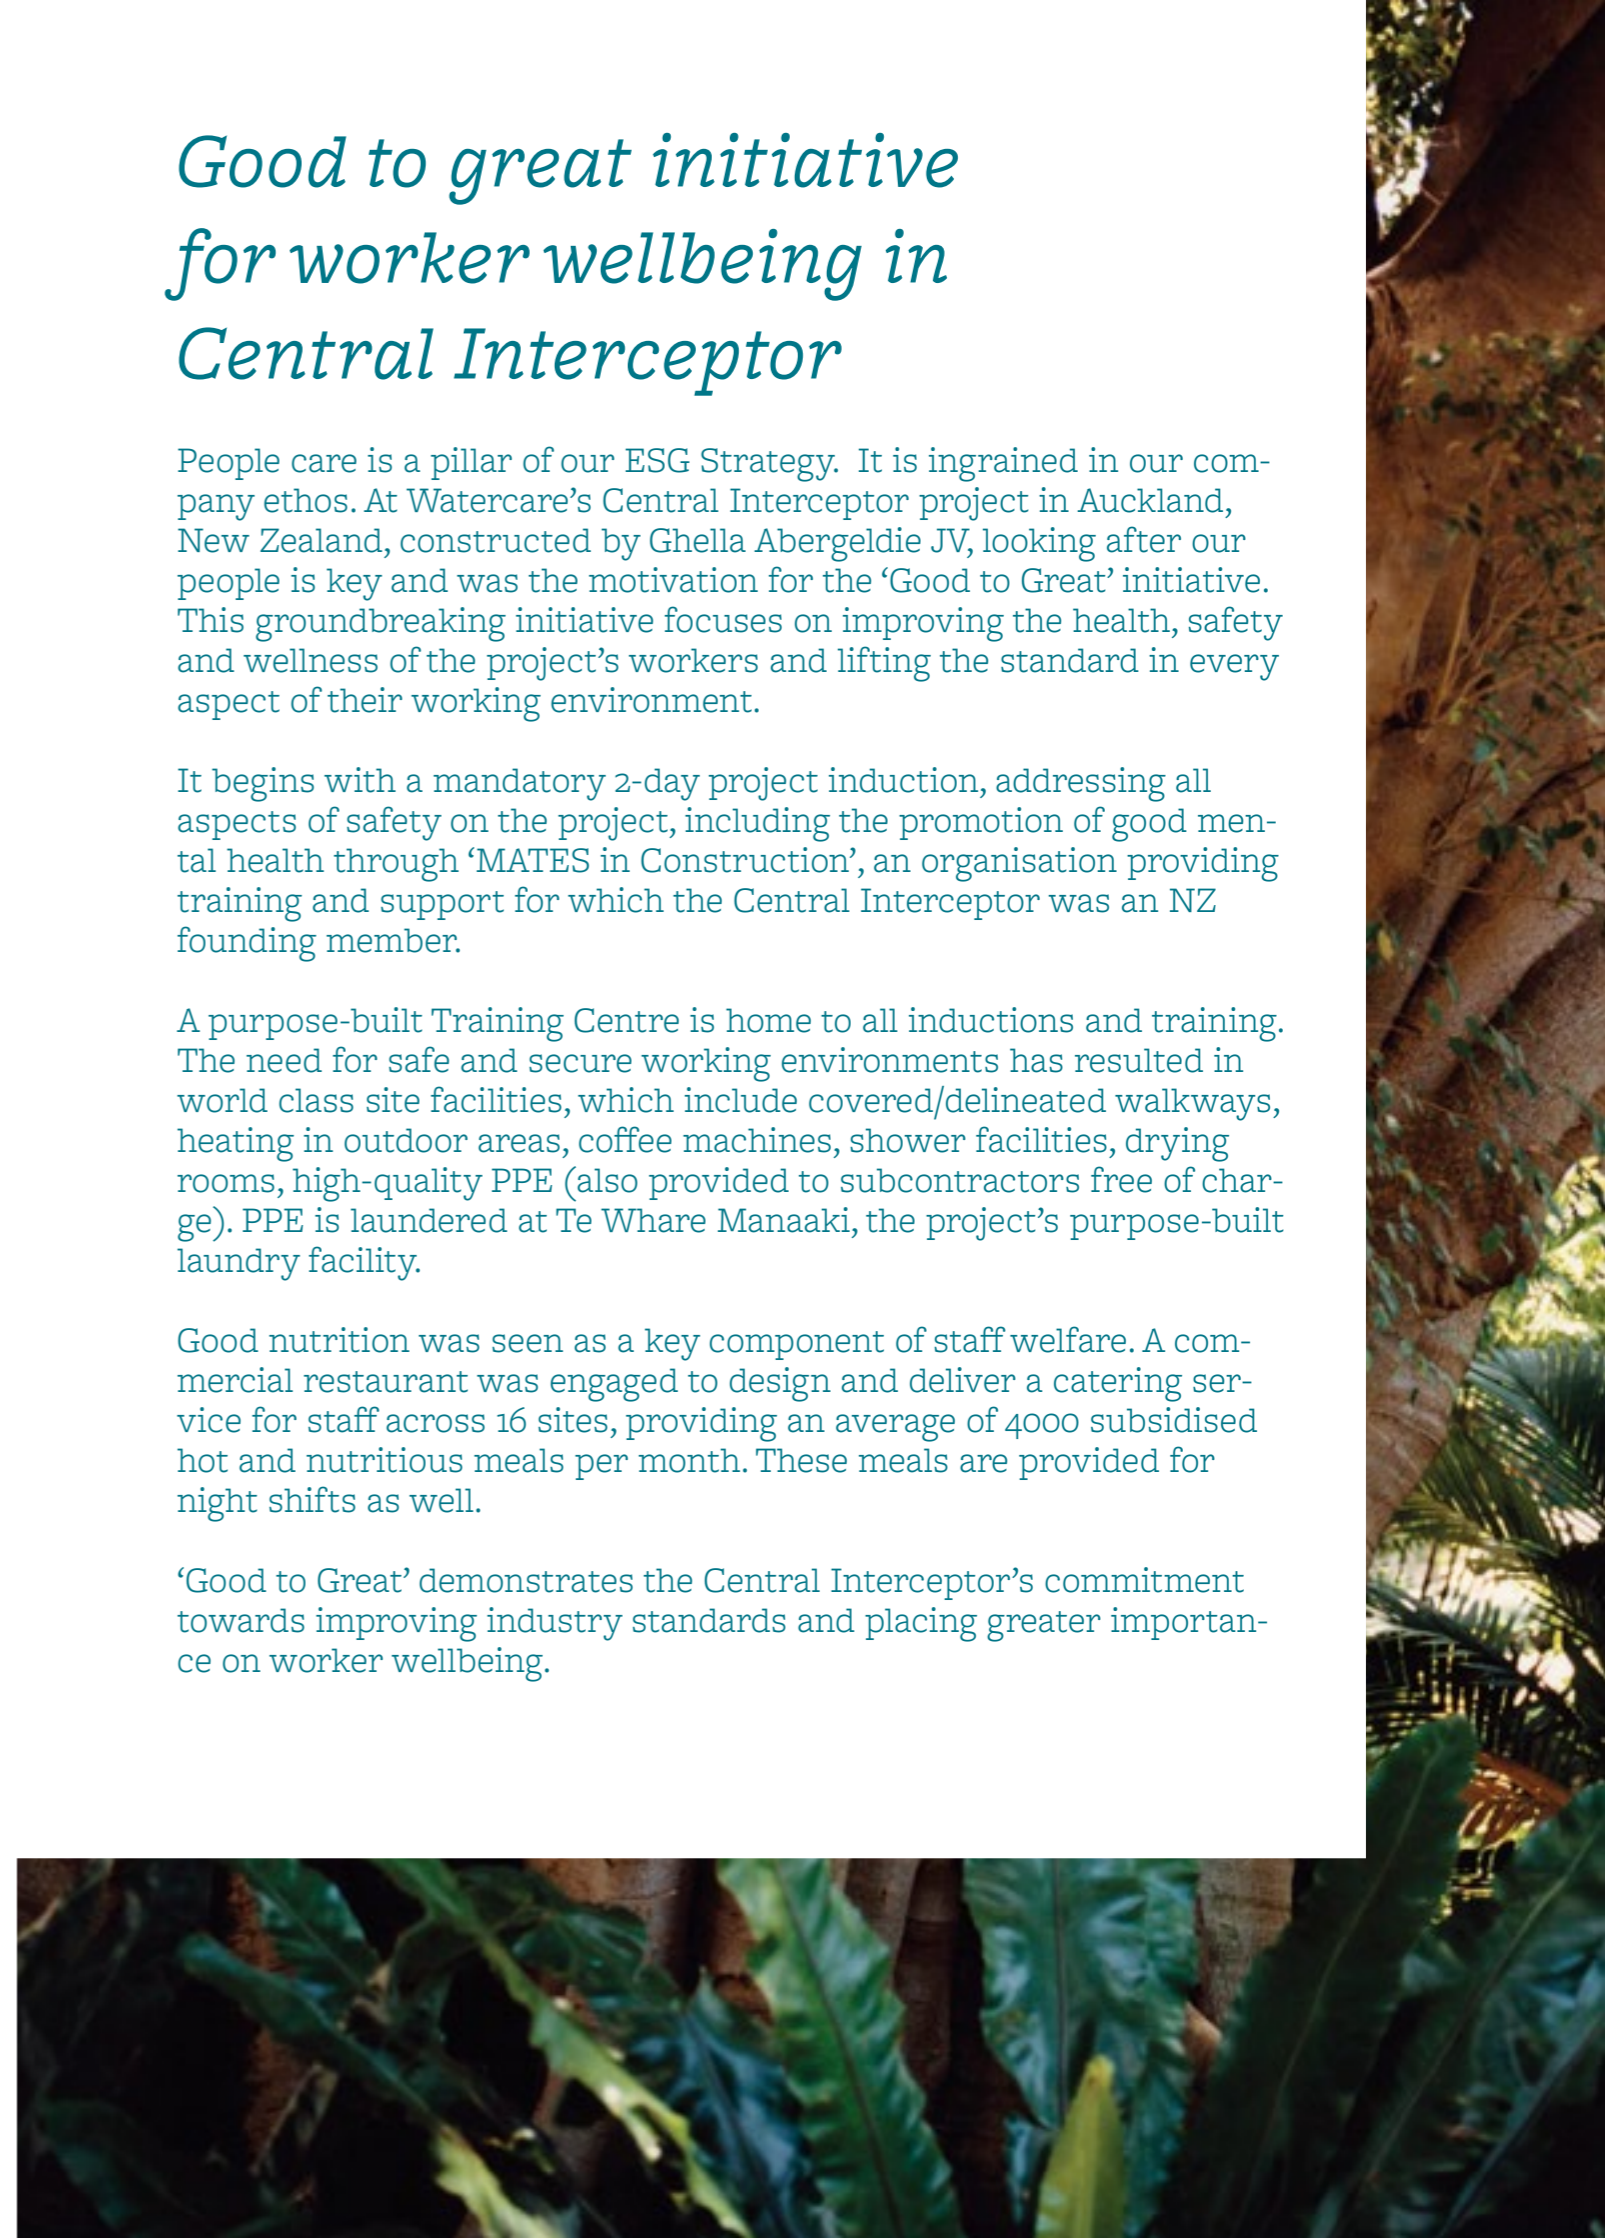 Good to great initiative
for worker wellbeing in
Central Interceptor
People care is a pillar of our ESG Strategy.  It is ingrained in our com-
pany ethos. At Watercare’s Central Interceptor project in Auckland,
New Zealand, constructed by Ghella Abergeldie JV, looking after our
people is key and was the motivation for the ‘Good to Great’ initiative.
This groundbreaking initiative focuses on improving the health, safety
and wellness of the project’s workers and lifting the standard in every
aspect of their working environment.
It begins with a mandatory 2-day project induction, addressing all
aspects of safety on the project, including the promotion of good men-
tal health through ‘MATES in Construction’, an organisation providing
training and support for which the Central Interceptor was an NZ
founding member.
A purpose-built Training Centre is home to all inductions and training.
The need for safe and secure working environments has resulted in
world class site facilities, which include covered/delineated walkways,
heating in outdoor areas, coffee machines, shower facilities, drying
rooms, high-quality PPE (also provided to subcontractors free of char-
ge). PPE is laundered at Te Whare Manaaki, the project’s purpose-built
laundry facility.
Good nutrition was seen as a key component of staff welfare. A com-
mercial restaurant was engaged to design and deliver a catering ser-
vice for staff across 16 sites, providing an average of 4000 subsidised
hot and nutritious meals per month. These meals are provided for
night shifts as well.
‘Good to Great’ demonstrates the Central Interceptor’s commitment
towards improving industry standards and placing greater importan-
ce on worker wellbeing.